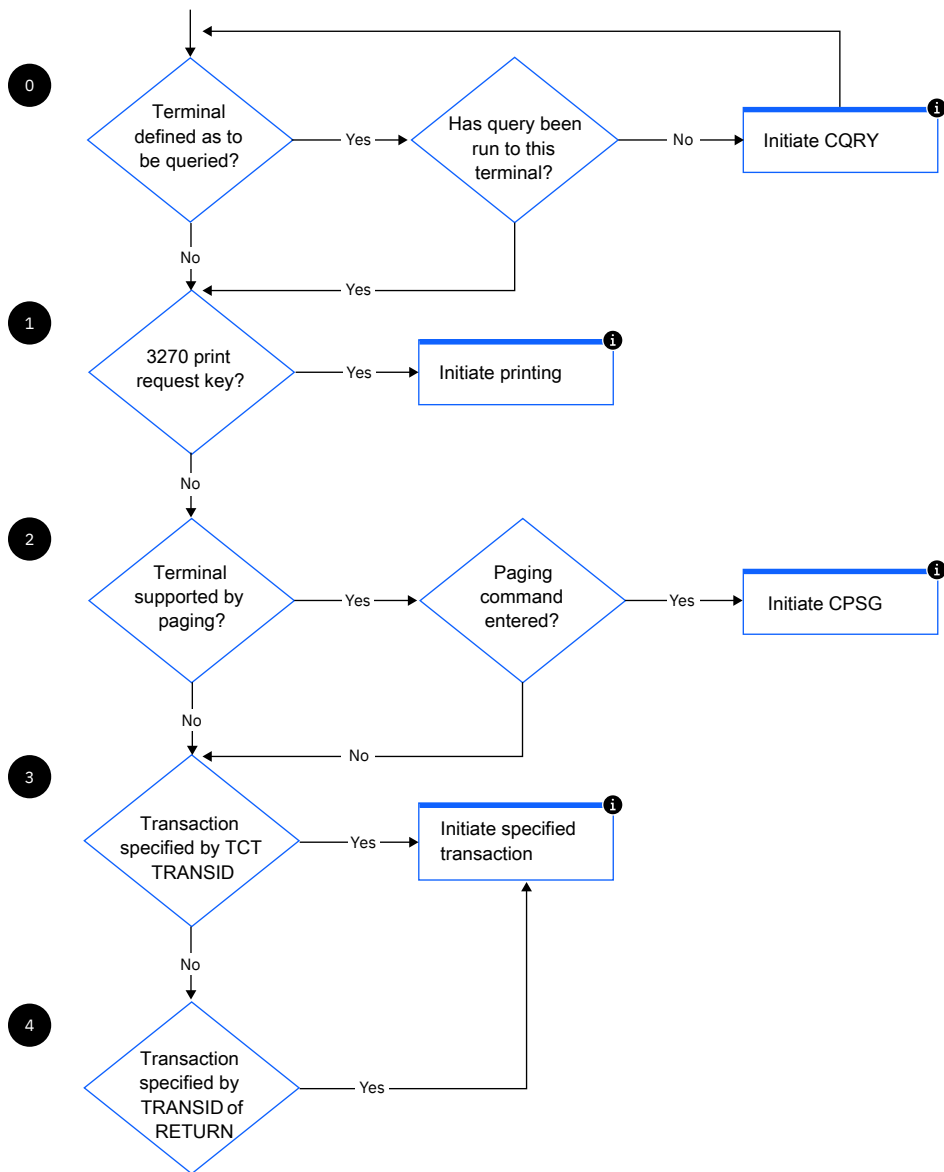 0
Terminal
defined as to
be queried?
Yes
Has query been
run to this
terminal?
No
Initiate CQRY
i
No
Yes
1
3270 print
request key?
Yes
Initiate printing
i
No
2
Terminal
supported by
paging?
Yes
Paging
command
entered?
Yes
Initiate CPSG
i
No
No
3
Transaction
specified by TCT
TRANSID
Yes
Initiate specified
transaction
i
No
4
Transaction
specified by
TRANSID of
RETURN
Yes